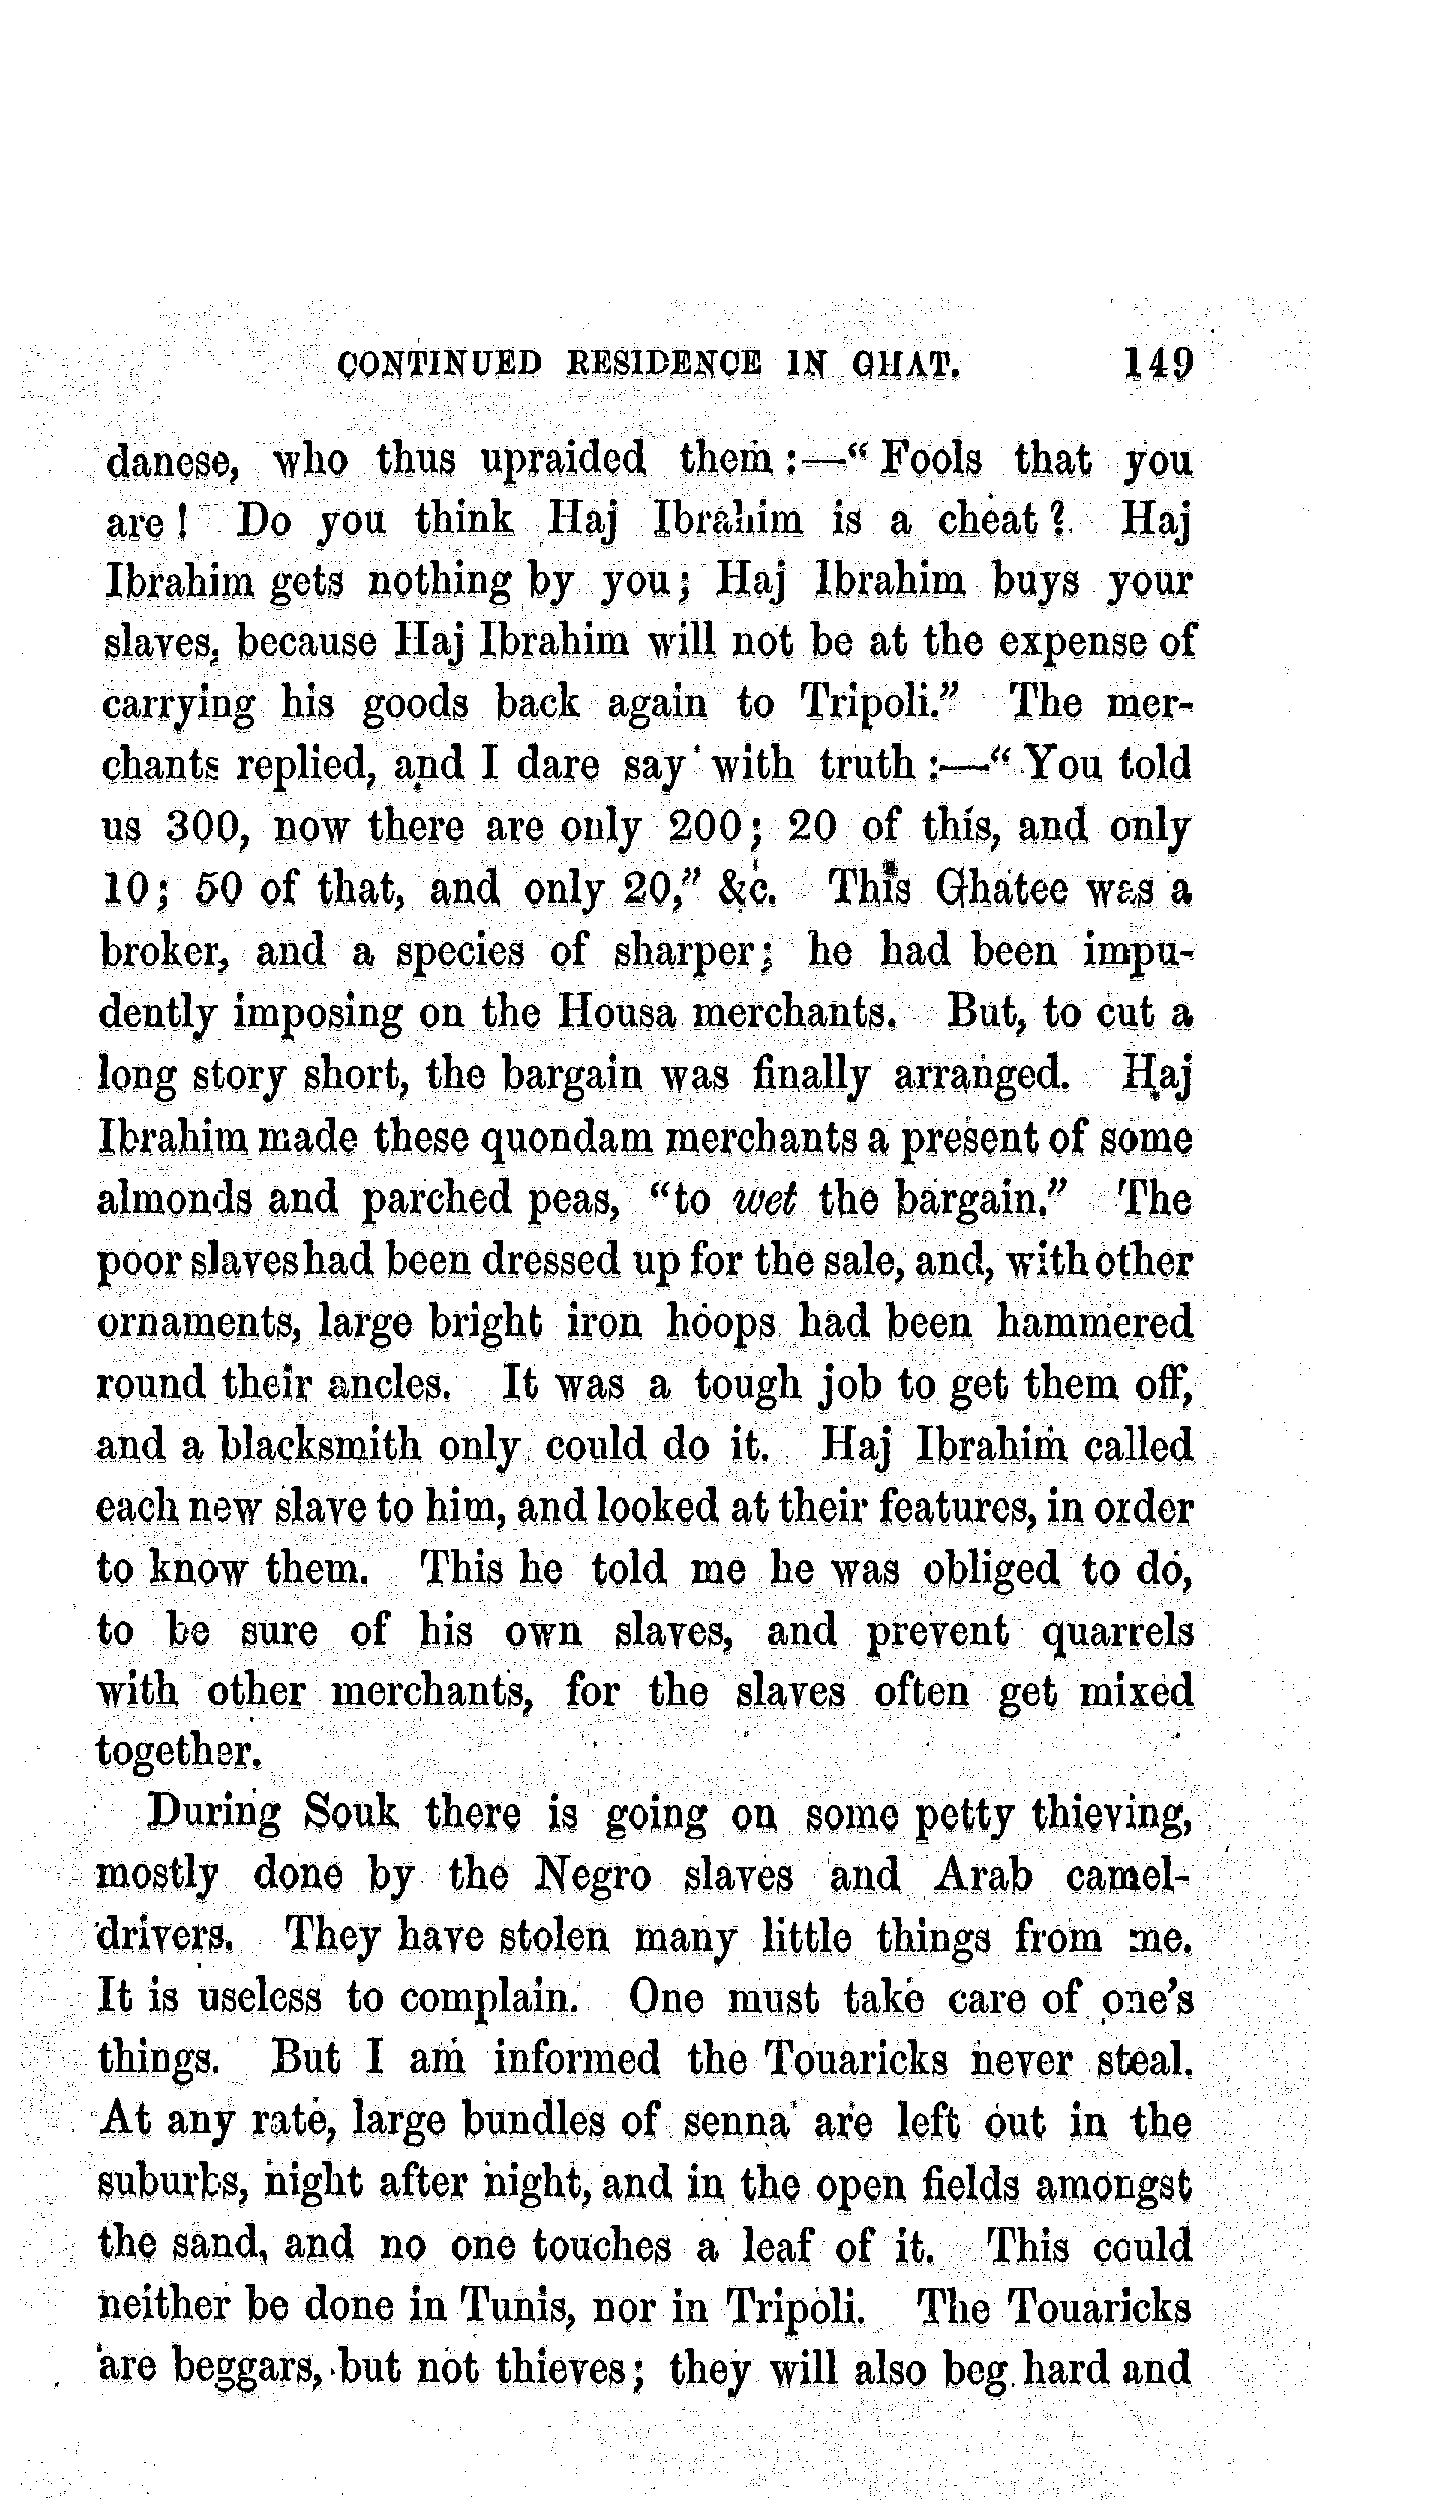 CONTINUED RESIDENCE IN GHAT. 149
danese, who thus upraided them:—“Fools that you
are! Do you think Haj Ibrahim is a cheat? Haj
Ibrahim gets nothing by you; Haj Ibrahim buys your
slaves, because Haj Ibrahim will not be at the expense of
carrying his goods back again to Tripoli.” The mer-
chants replied, and I dare say with truth:—“You told
us 300, now there are only 200; 20 of this, and only
10; 50 of that, and only 20,” &c. This Ghatee was a
broker, and a species of sharper; he had been impu-
dently imposing on the Housa merchants. But, to cut a
long story short, the bargain was finally arranged. Haj
Ibrahim made these quondam merchants a present of some
almonds and parched peas, “to wet the bargain.” The
poor slaves had been dressed up for the sale, and, with other
ornaments, large bright iron hoops had been hammered
round their ancles. It was a tough job to get them off,
and a blacksmith only could do it. Haj Ibrahim called
each new slave to him, and looked at their features, in order
to know them. This he told me he was obliged to do,
to be sure of his own slaves, and prevent quarrels
with other merchants, for the slaves often get mixed
together.
During Souk there is going on some petty thieving,
mostly done by the Negro slaves and Arab camel-
drivers. They have stolen many little things from me.
It is useless to complain. One must take care of one’s
things. But I am informed the Touaricks never steal.
At any rate, large bundles of senna are left out in the
suburbs, night after night, and in the open fields amongst
the sand, and no one touches a leaf of it. This could
neither be done in Tunis, nor in Tripoli. The Touaricks
are beggars, but not thieves; they will also beg hard and